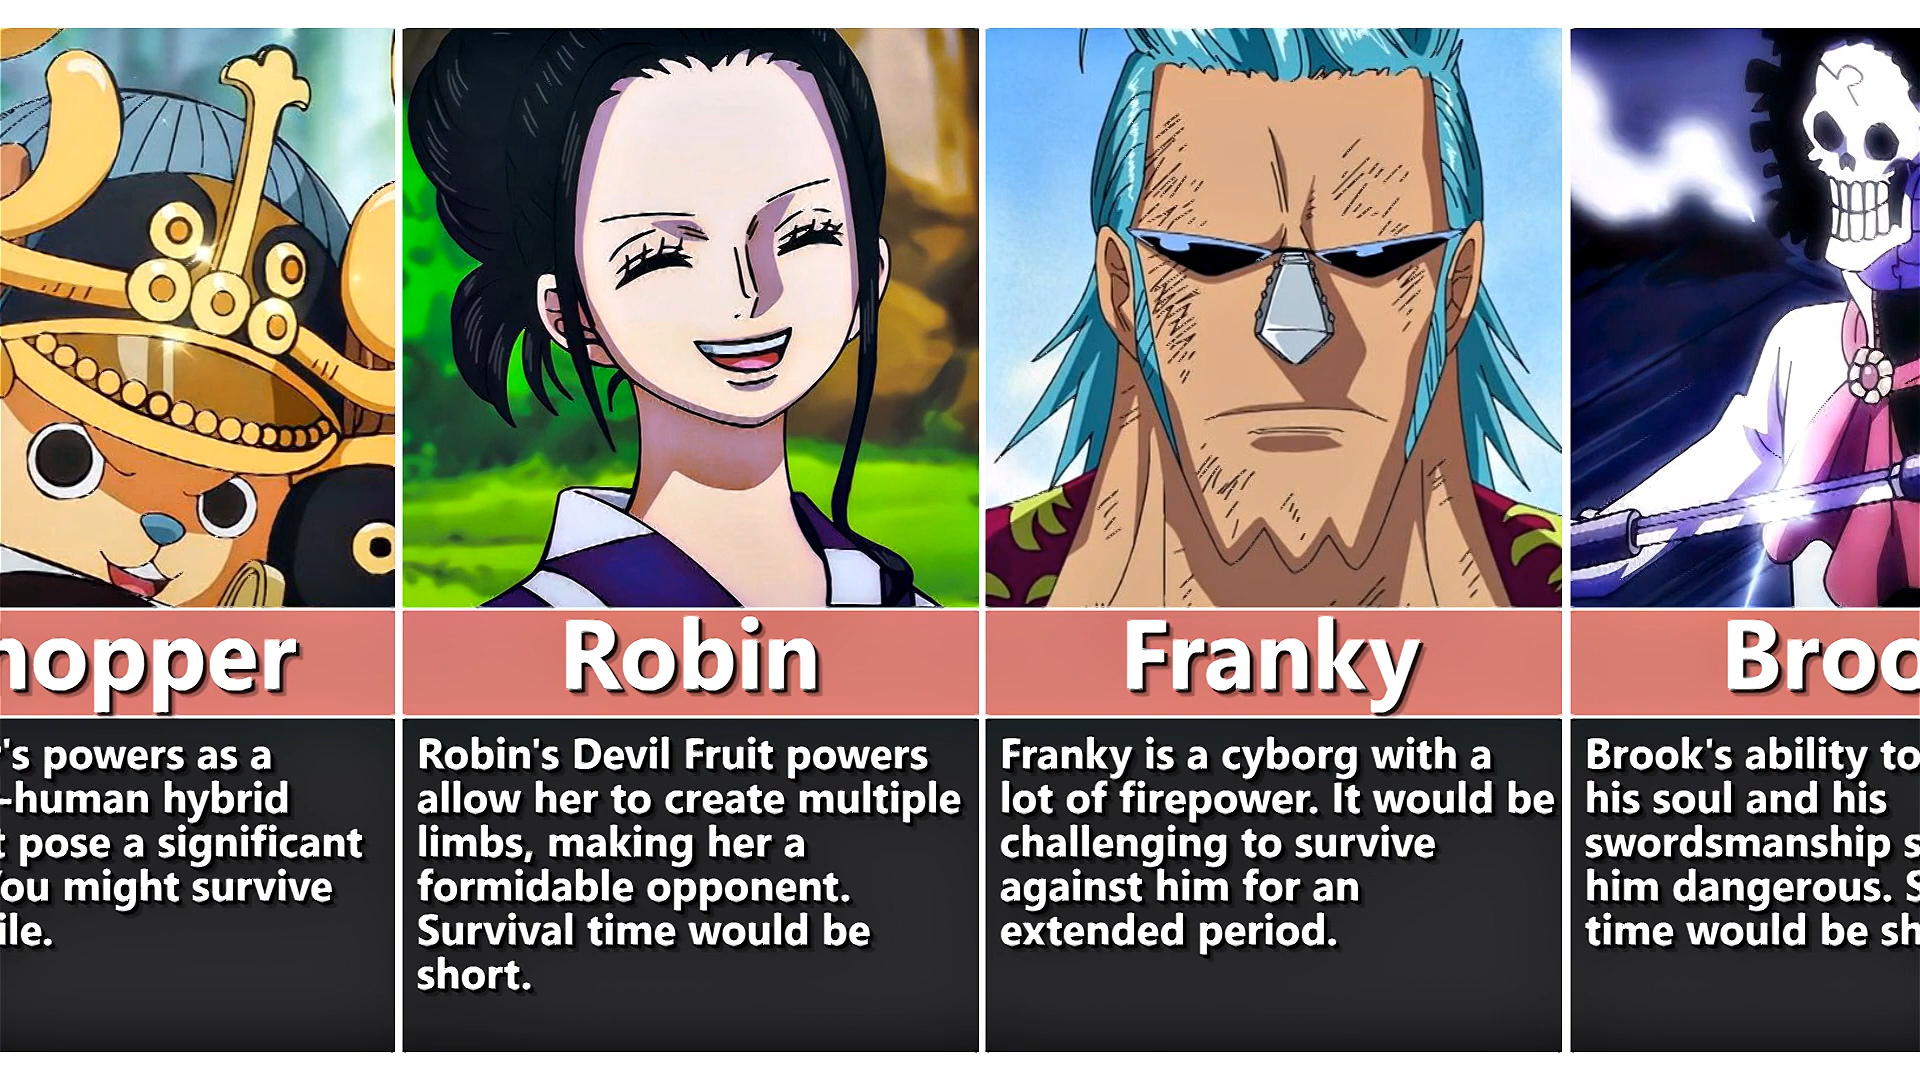 hopper
's powers as a
-human hybrid
t pose a significant
You might survive
ile.
Robin
Robin's Devil Fruit powers
allow her to create multiple
limbs, making her a
formidable opponent.
Survival time would be
short.
Franky
Franky is a cyborg with a
lot of firepower. It would be
challenging to survive
against him for an
extended period.
Broo
Brook's ability to
his soul and his
swordsmanship s
him dangerous. S
time would be sh